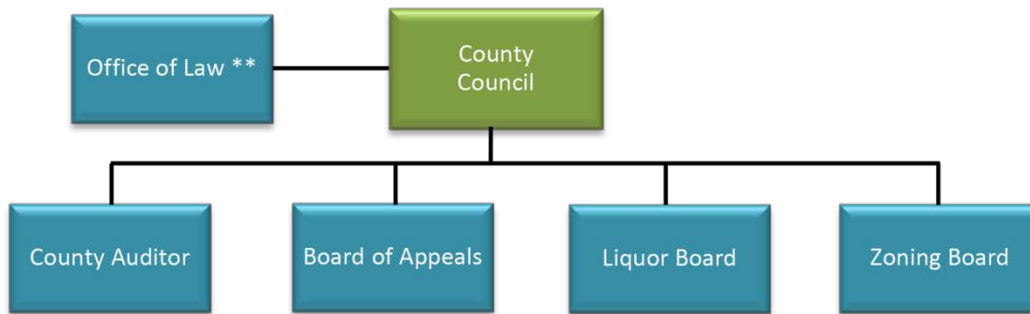 Office of Law **
County
Council
County Auditor
Board of Appeals
Liquor Board
Zoning Board